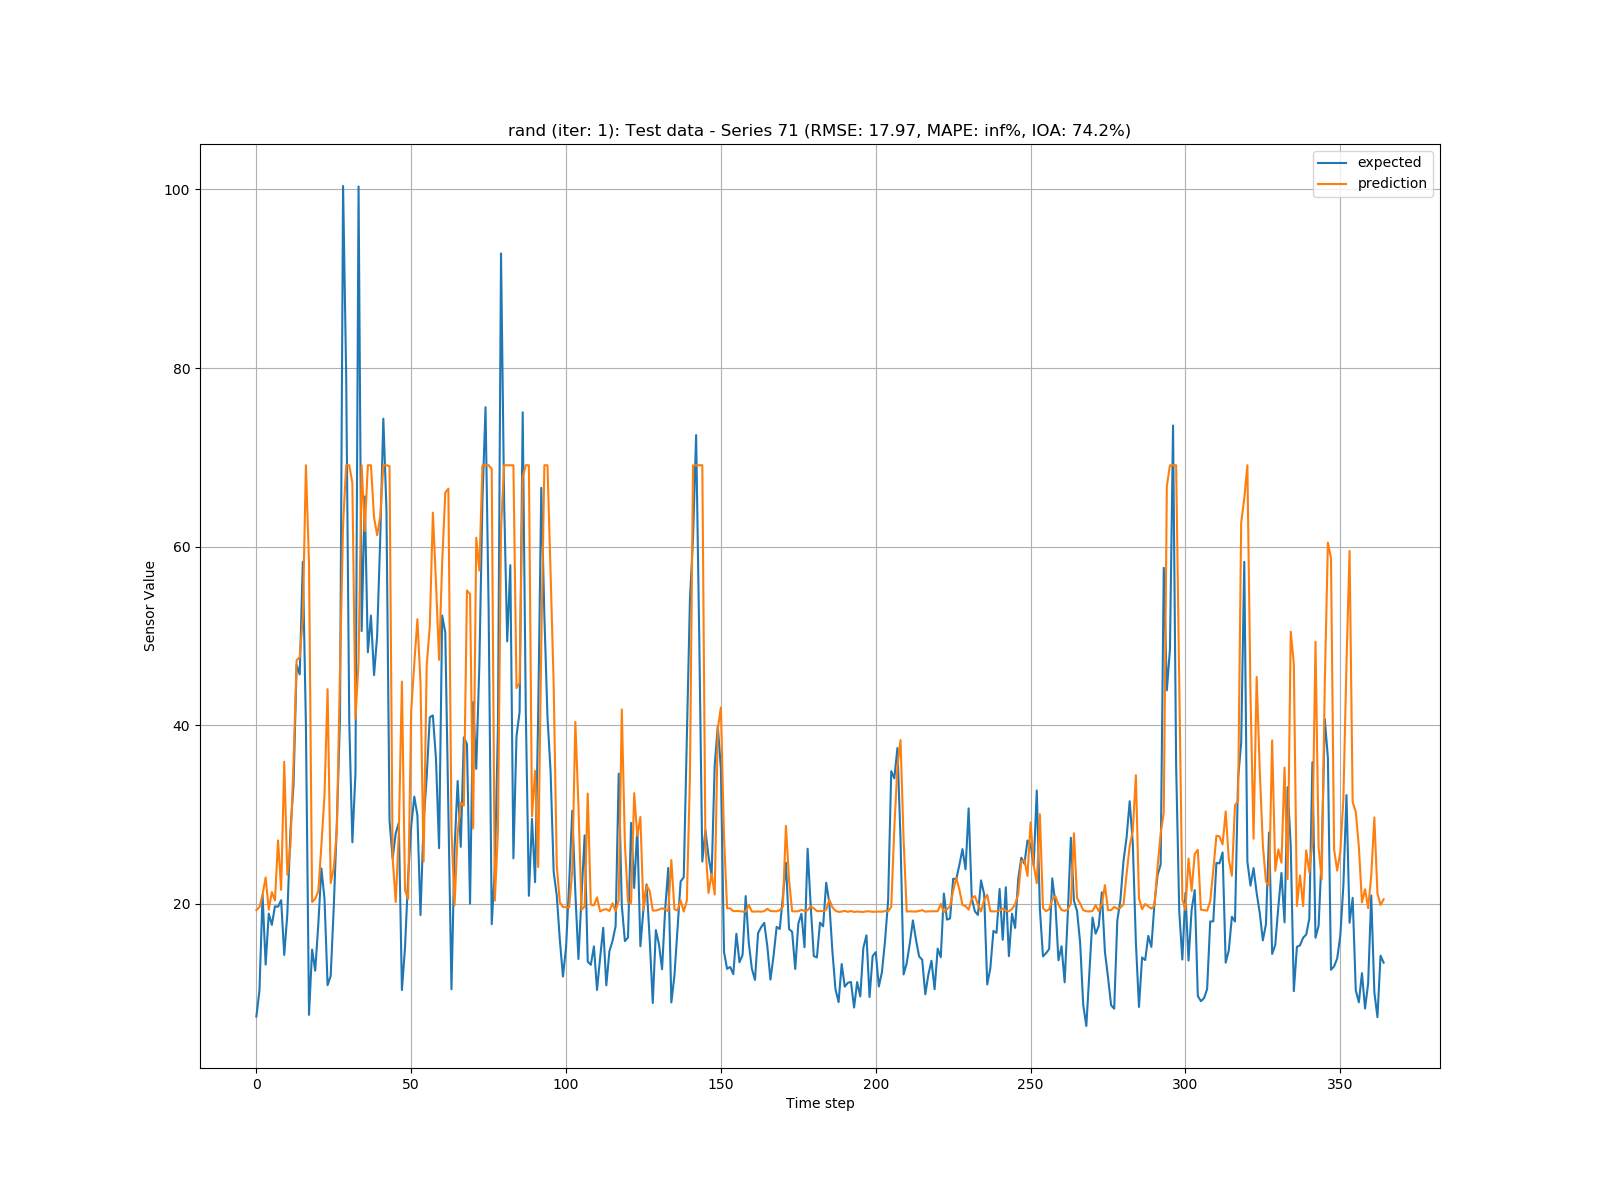 rand (iter: 1): Test data - Series 71 (RMSE: 17.97, MAPE: inf%, IOA: 74.2%)
expected
prediction
100
80
60
40
20
Sensor Value
0 50 100 150 200 250 300 350
Time step